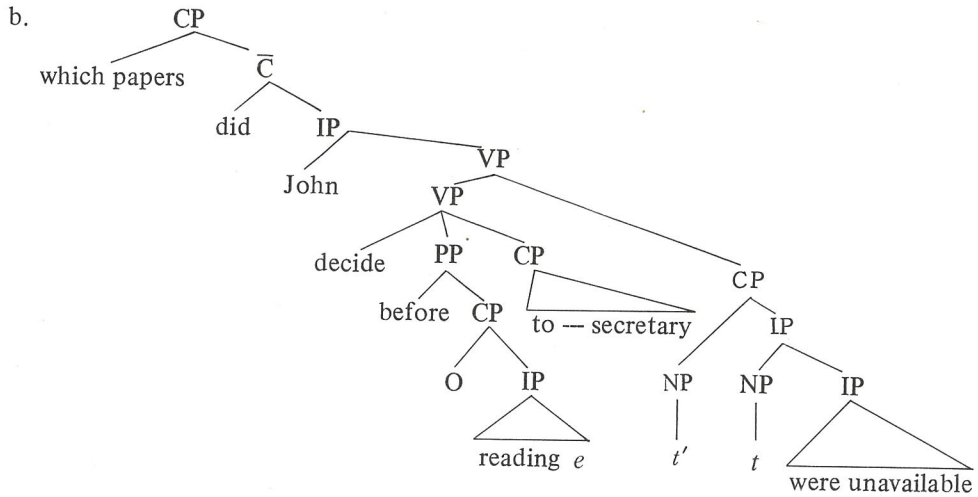 b.
CP
which papers
C̄
did
IP
John
VP
VP
decide
PP
CP
CP
before
CP
to --- secretary
IP
O
IP
NP
NP
IP
reading e
t′
t
were unavailable